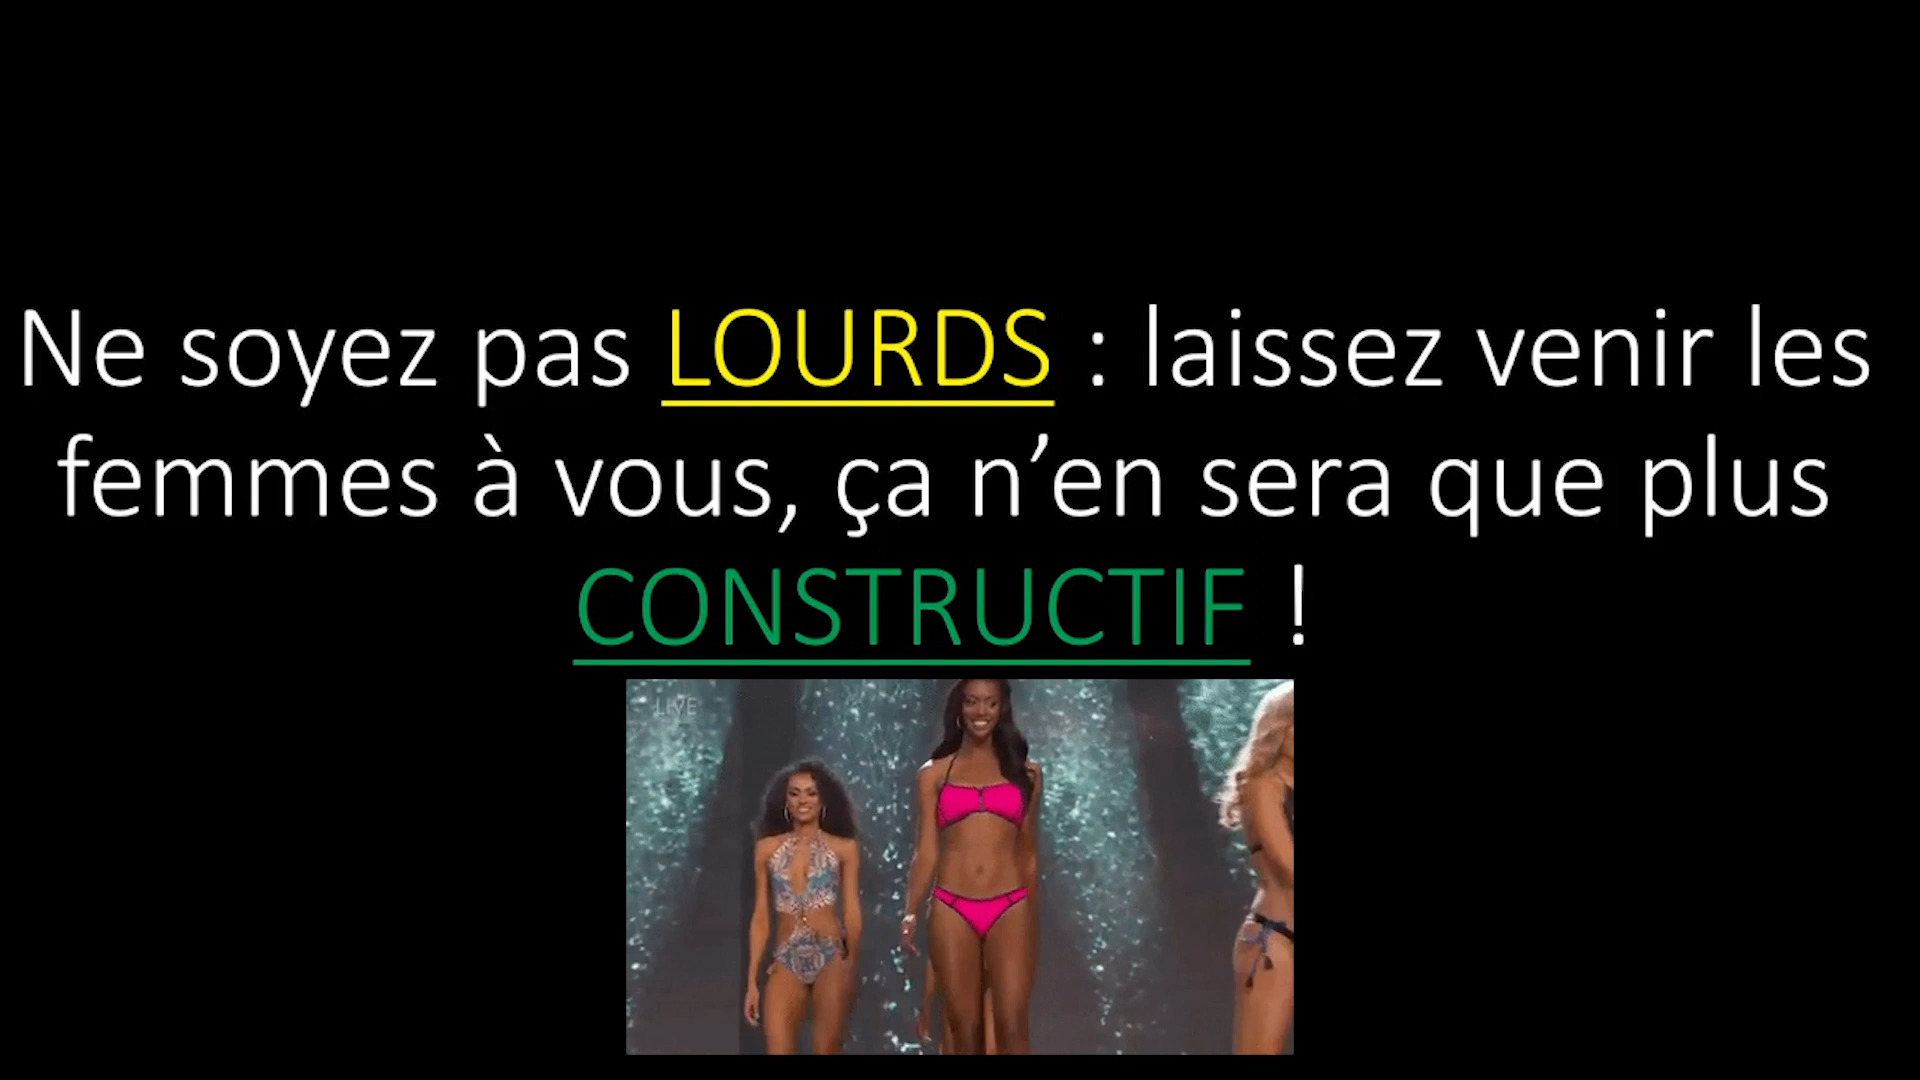 Ne soyez pas LOURDS : laissez venir les
femmes à vous, ça n’en sera que plus
CONSTRUCTIF !
LIVE